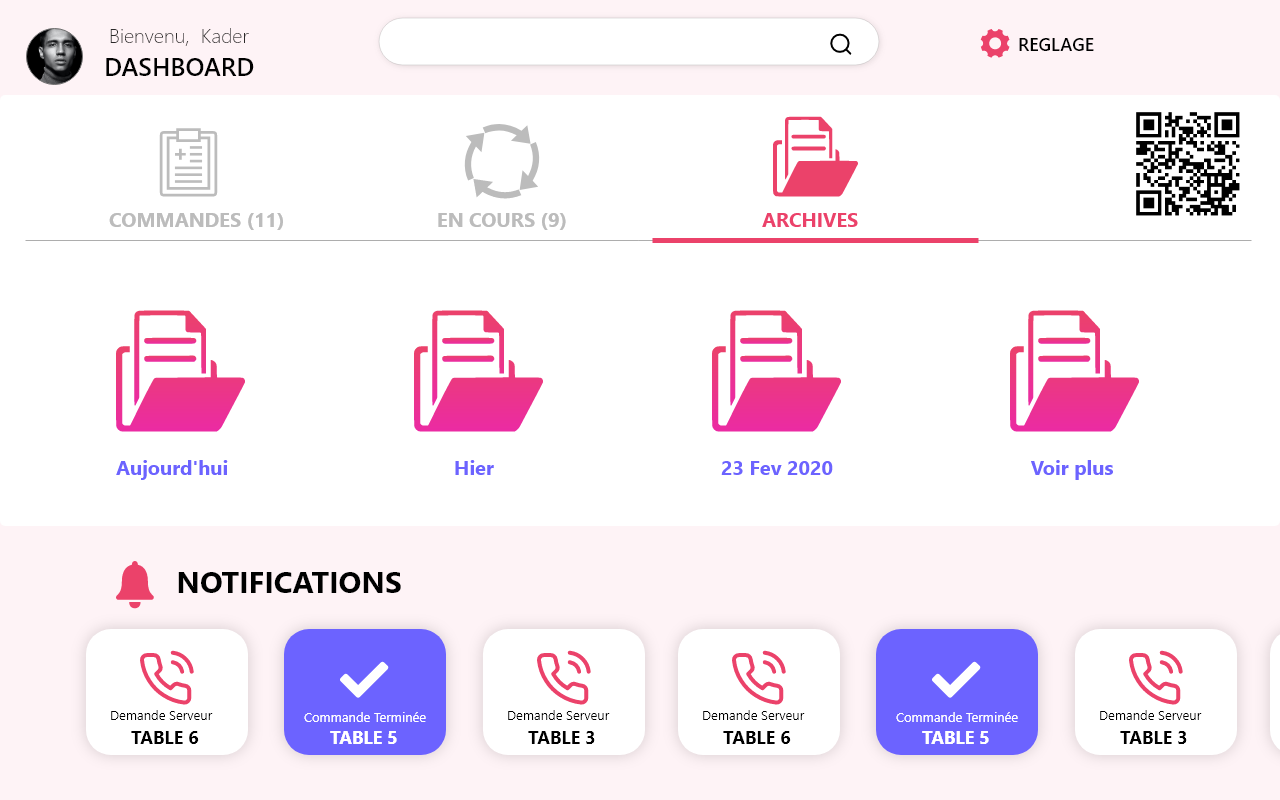 Bienvenu, Kader
DASHBOARD
REGLAGE
COMMANDES (11)
EN COURS (9)
ARCHIVES
Aujourd'hui
Hier
23 Fev 2020
Voir plus
NOTIFICATIONS
Demande Serveur
TABLE 6
Commande Terminée
TABLE 5
Demande Serveur
TABLE 3
Demande Serveur
TABLE 6
Commande Terminée
TABLE 5
Demande Serveur
TABLE 3